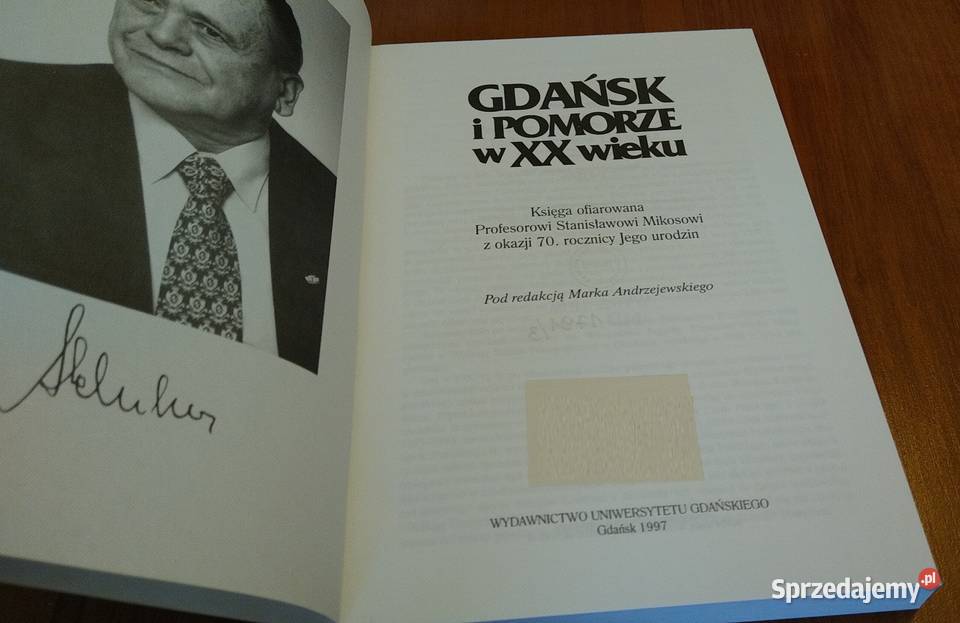 GDAŃSK
i POMORZE
w XX wieku
Księga ofiarowana
Profesorowi Stanisławowi Mikosowi
z okazji 70. rocznicy Jego urodzin
Pod redakcją Marka Andrzejewskiego
WYDAWNICTWO UNIWERSYTETU GDAŃSKIEGO
Gdańsk 1997
Sprzedajemy.pl